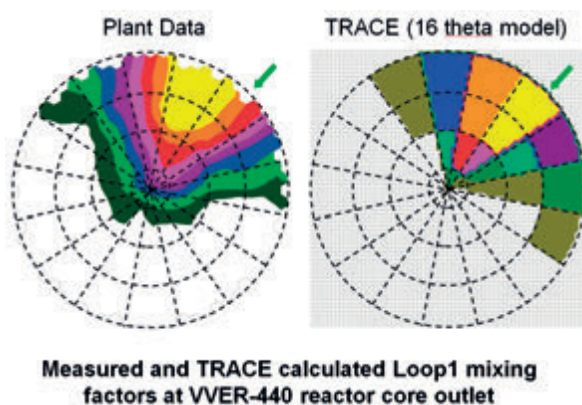 Plant Data
TRACE (16 theta model)
Measured and TRACE calculated Loop1 mixing
factors at VVER-440 reactor core outlet